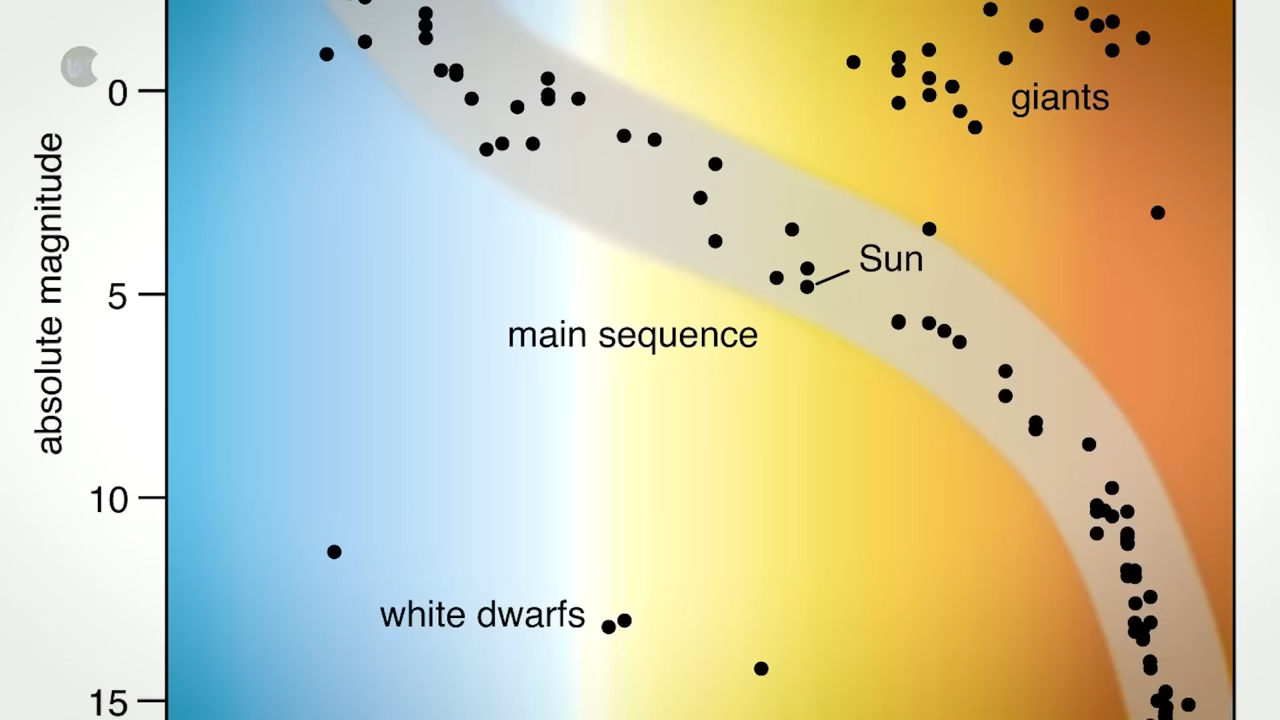 0
giants
absolute magnitude
Sun
5
main sequence
10
white dwarfs
15